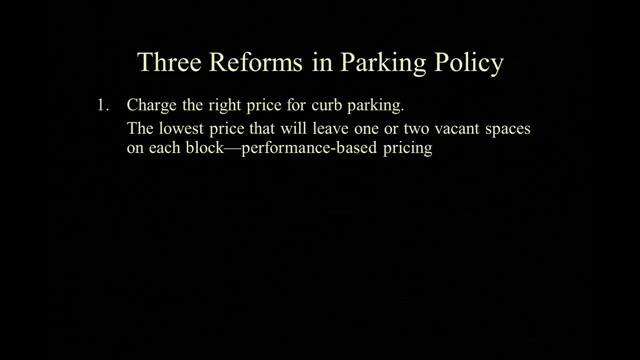 Three Reforms in Parking Policy
1. Charge the right price for curb parking.
The lowest price that will leave one or two vacant spaces
on each block—performance-based pricing